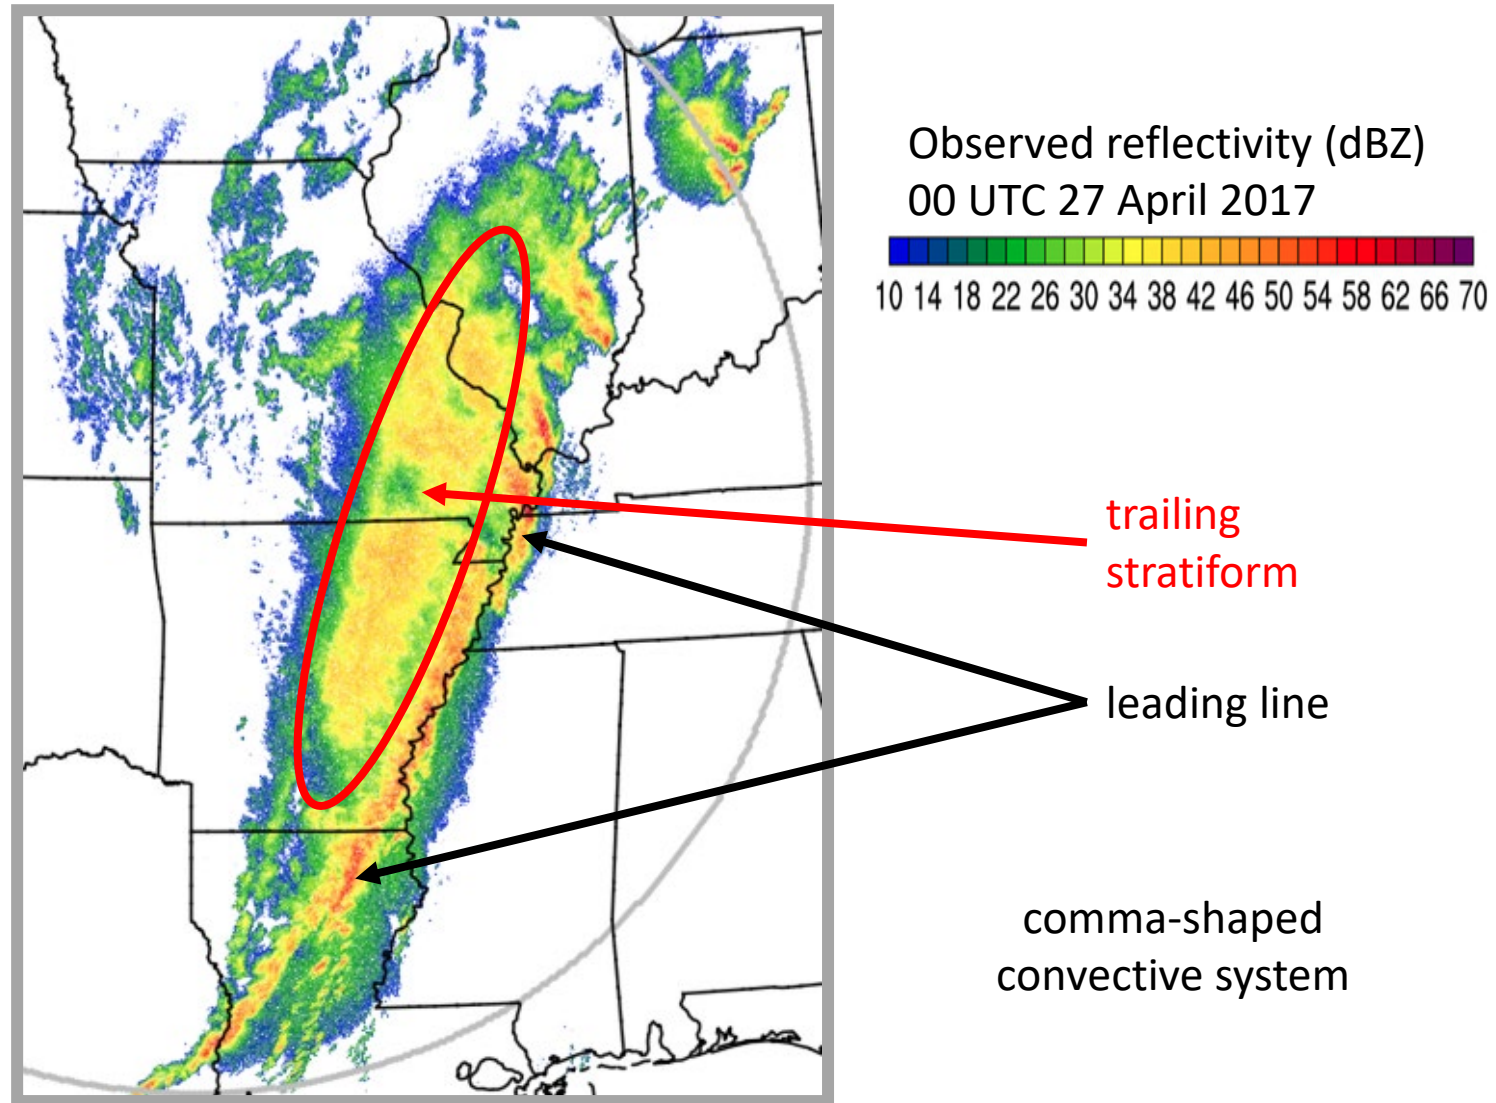 Observed reflectivity (dBZ)
00 UTC 27 April 2017
10 14 18 22 26 30 34 38 42 46 50 54 58 62 66 70
trailing
stratiform
leading line
comma-shaped
convective system